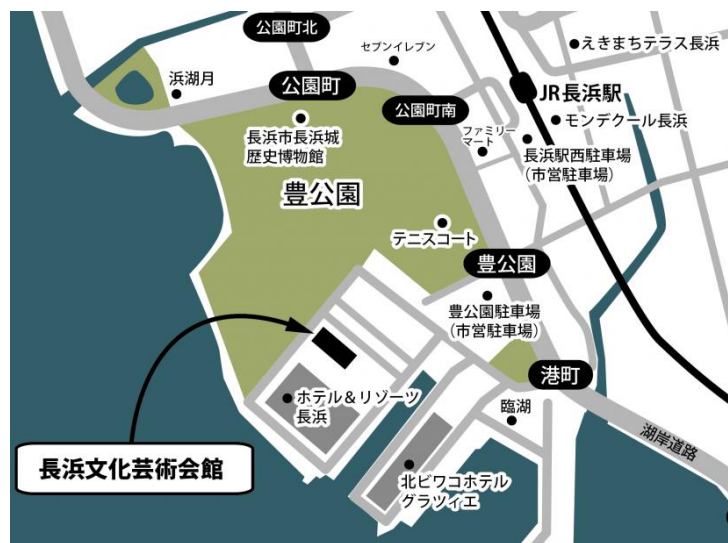 公園町北
セブンイレブン
えきまちテラス長浜
浜湖月
公園町
JR長浜駅
公園町南
モンデクール長浜
長浜市長浜城
歴史博物館
ファミリー
マート
長浜駅西駐車場
(市営駐車場)
豊公園
テニスコート
豊公園
豊公園駐車場
(市営駐車場)
港町
ホテル&リゾーツ
長浜
臨湖
湖岸道路
長浜文化芸術会館
北ビワコホテル
グラツィエ